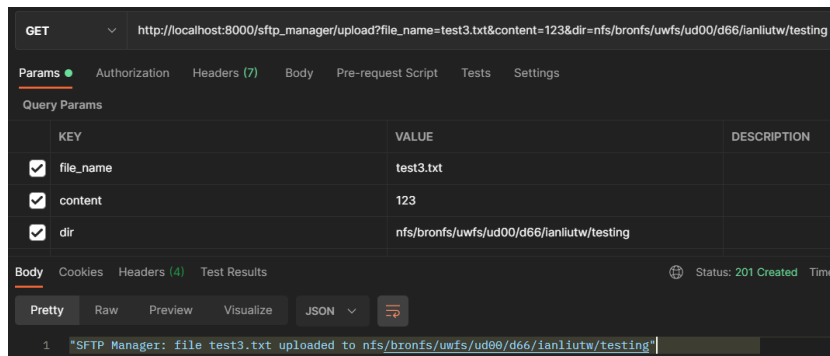 GET http://localhost:8000/sftp_manager/upload?file_name=test3.txt&content=123&dir=nfs/bronfs/uwfs/ud00/d66/ianliutw/testing
Params Authorization Headers (7) Body Pre-request Script Tests Settings
Query Params
KEY VALUE DESCRIPTION
file_name test3.txt
content 123
dir nfs/bronfs/uwfs/ud00/d66/ianliutw/testing
Body Cookies Headers (4) Test Results Status: 201 Created Time
Pretty Raw Preview Visualize JSON
1 "SFTP Manager: file test3.txt uploaded to nfs/bronfs/uwfs/ud00/d66/ianliutw/testing"